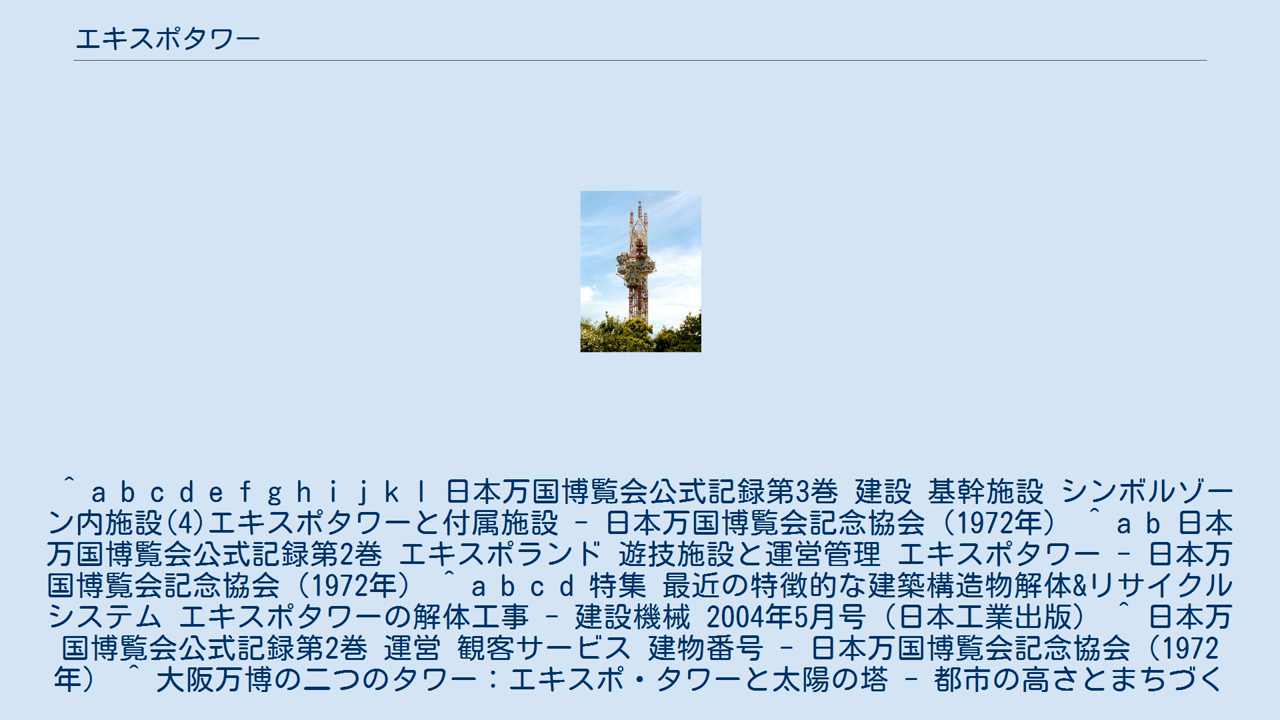 エキスポタワー
^ a b c d e f g h i j k l 日本万国博覧会公式記録第3巻 建設 基幹施設 シンボルゾー
ン内施設(4)エキスポタワーと付属施設 - 日本万国博覧会記念協会 (1972年) ^ a b 日本
万国博覧会公式記録第2巻 エキスポランド 遊技施設と運営管理 エキスポタワー - 日本万
国博覧会記念協会 (1972年) ^ a b c d 特集 最近の特徴的な建築構造物解体&リサイクル
システム エキスポタワーの解体工事 - 建設機械 2004年5月号 (日本工業出版) ^ 日本万
国博覧会公式記録第2巻 運営 観客サービス 建物番号 - 日本万国博覧会記念協会 (1972
年) ^ 大阪万博の二つのタワー：エキスポ・タワーと太陽の塔 - 都市の高さとまちづく